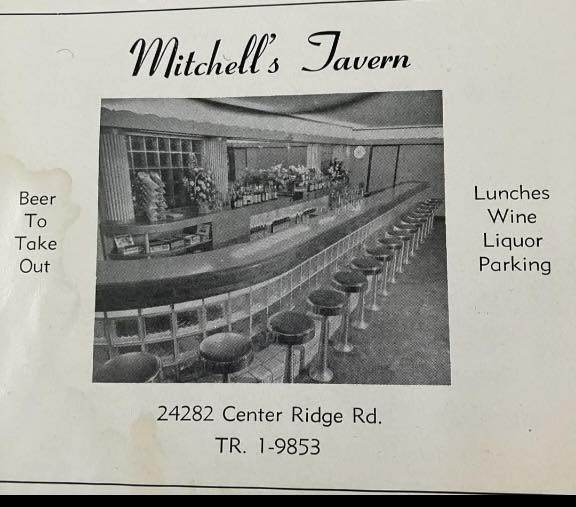 Mitchell's Tavern
Beer
To
Take
Out
Lunches
Wine
Liquor
Parking
24282 Center Ridge Rd.
TR. 1-9853